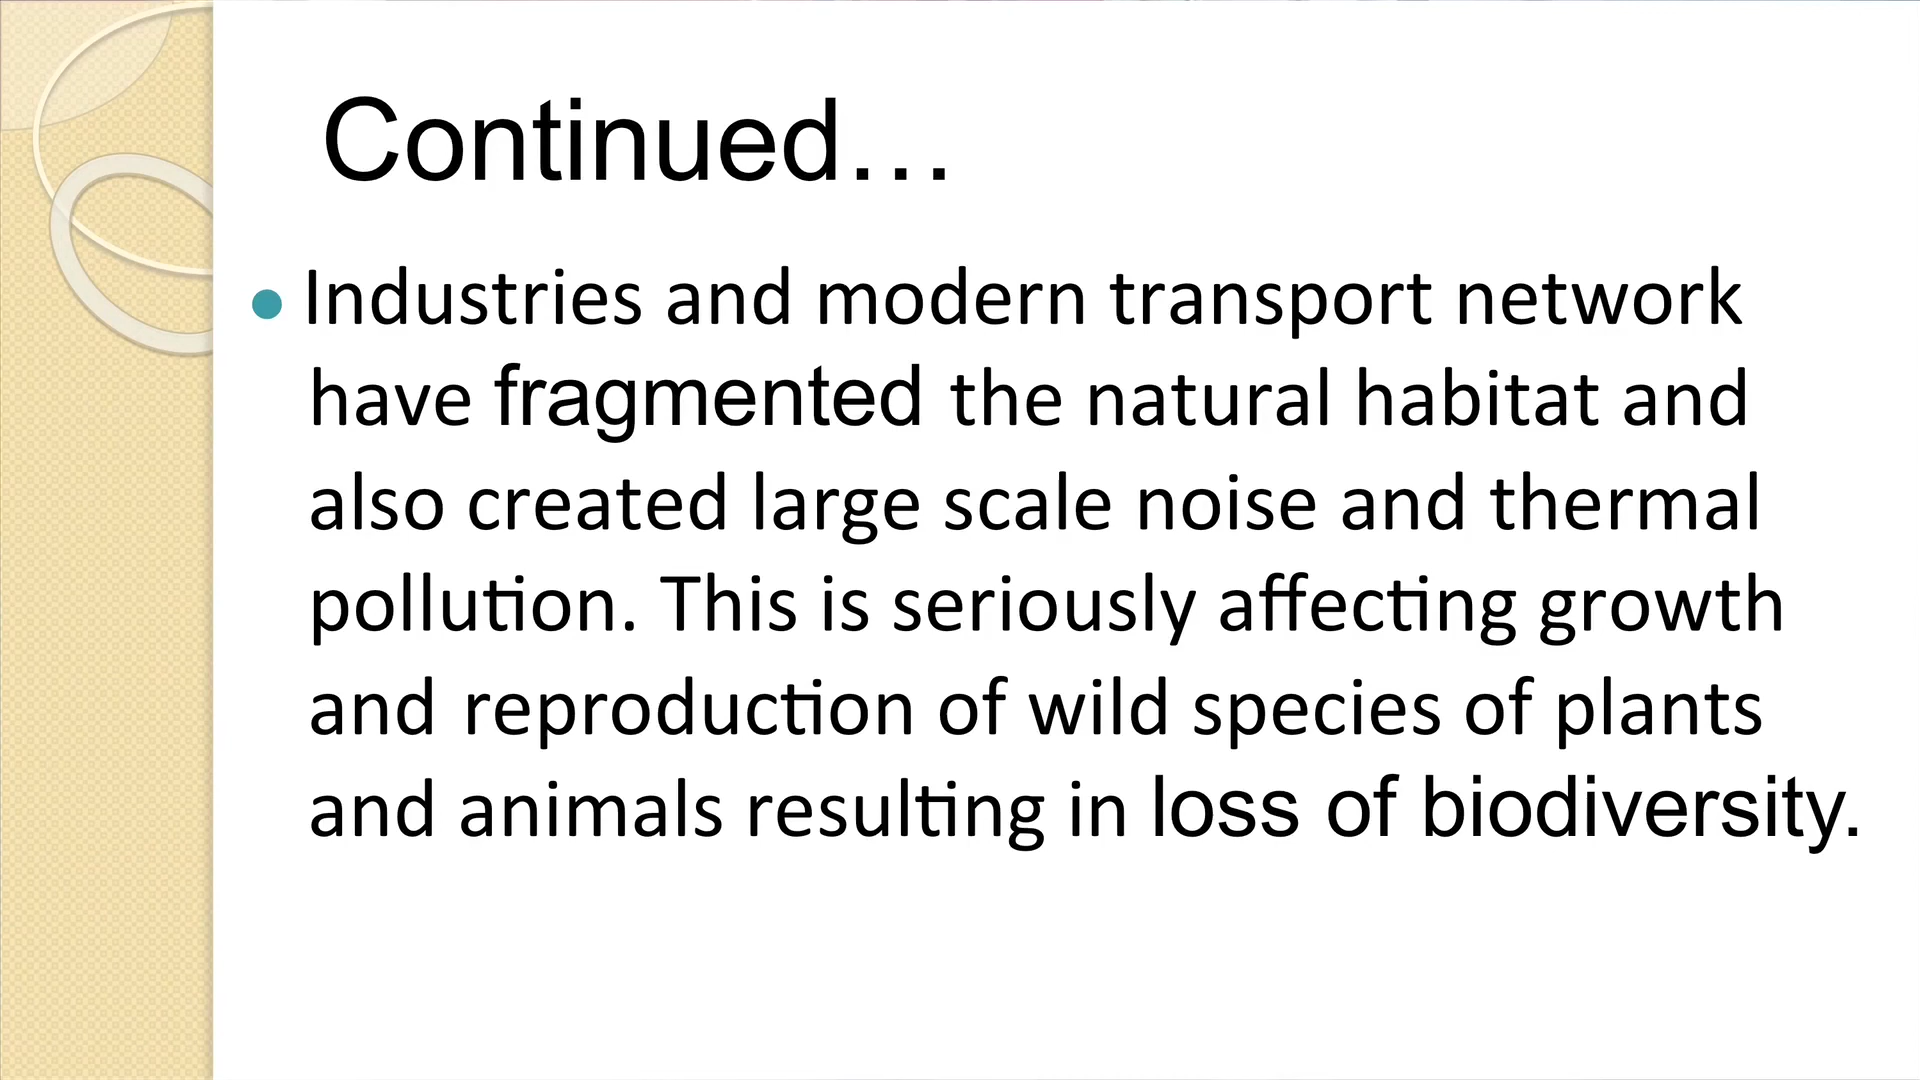 Continued…
• Industries and modern transport network
have fragmented the natural habitat and
also created large scale noise and thermal
pollution. This is seriously affecting growth
and reproduction of wild species of plants
and animals resulting in loss of biodiversity.